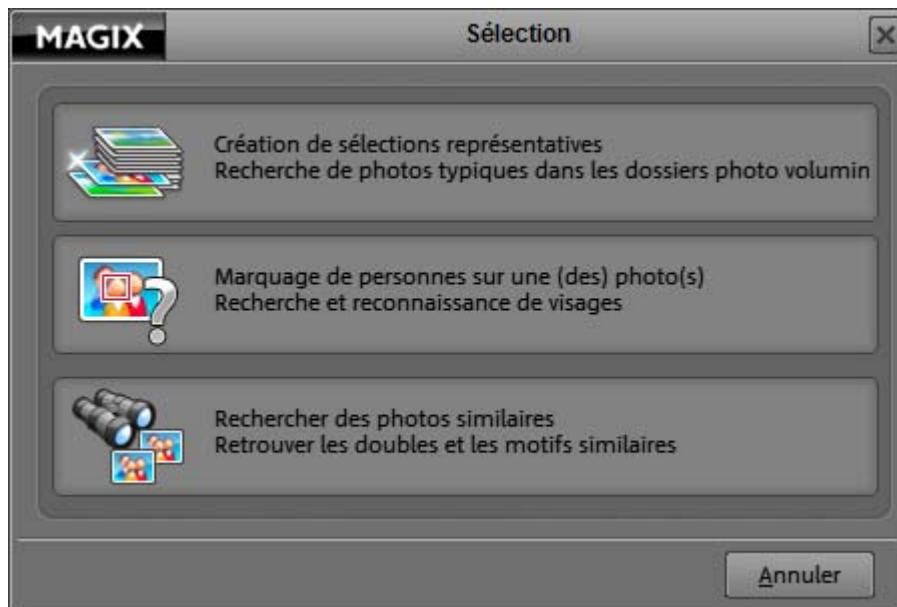 MAGIX
Sélection
Création de sélections représentatives
Recherche de photos typiques dans les dossiers photo volumin
Marquage de personnes sur une (des) photo(s)
Recherche et reconnaissance de visages
Rechercher des photos similaires
Retrouver les doubles et les motifs similaires
Annuler